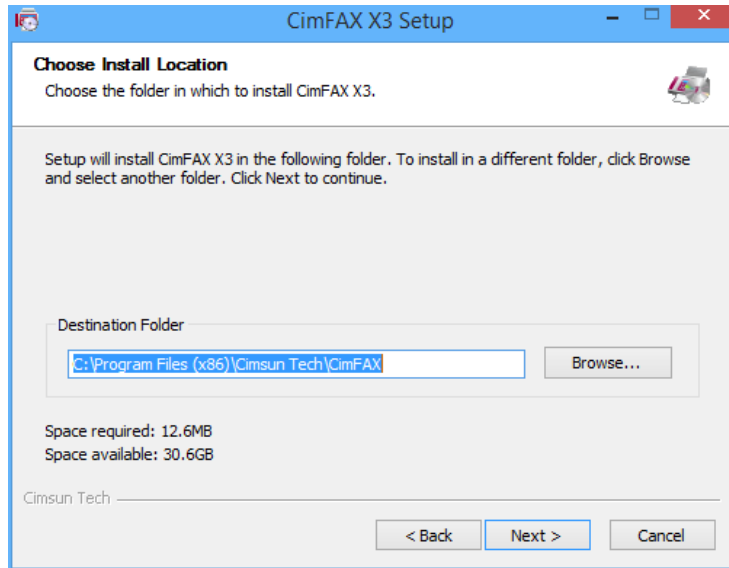 CimFAX X3 Setup
Choose Install Location
Choose the folder in which to install CimFAX X3.
Setup will install CimFAX X3 in the following folder. To install in a different folder, click Browse
and select another folder. Click Next to continue.
Destination Folder
C:\Program Files (x86)\Cimsun Tech\CimFAX
Browse...
Space required: 12.6MB
Space available: 30.6GB
Cimsun Tech
< Back Next > Cancel